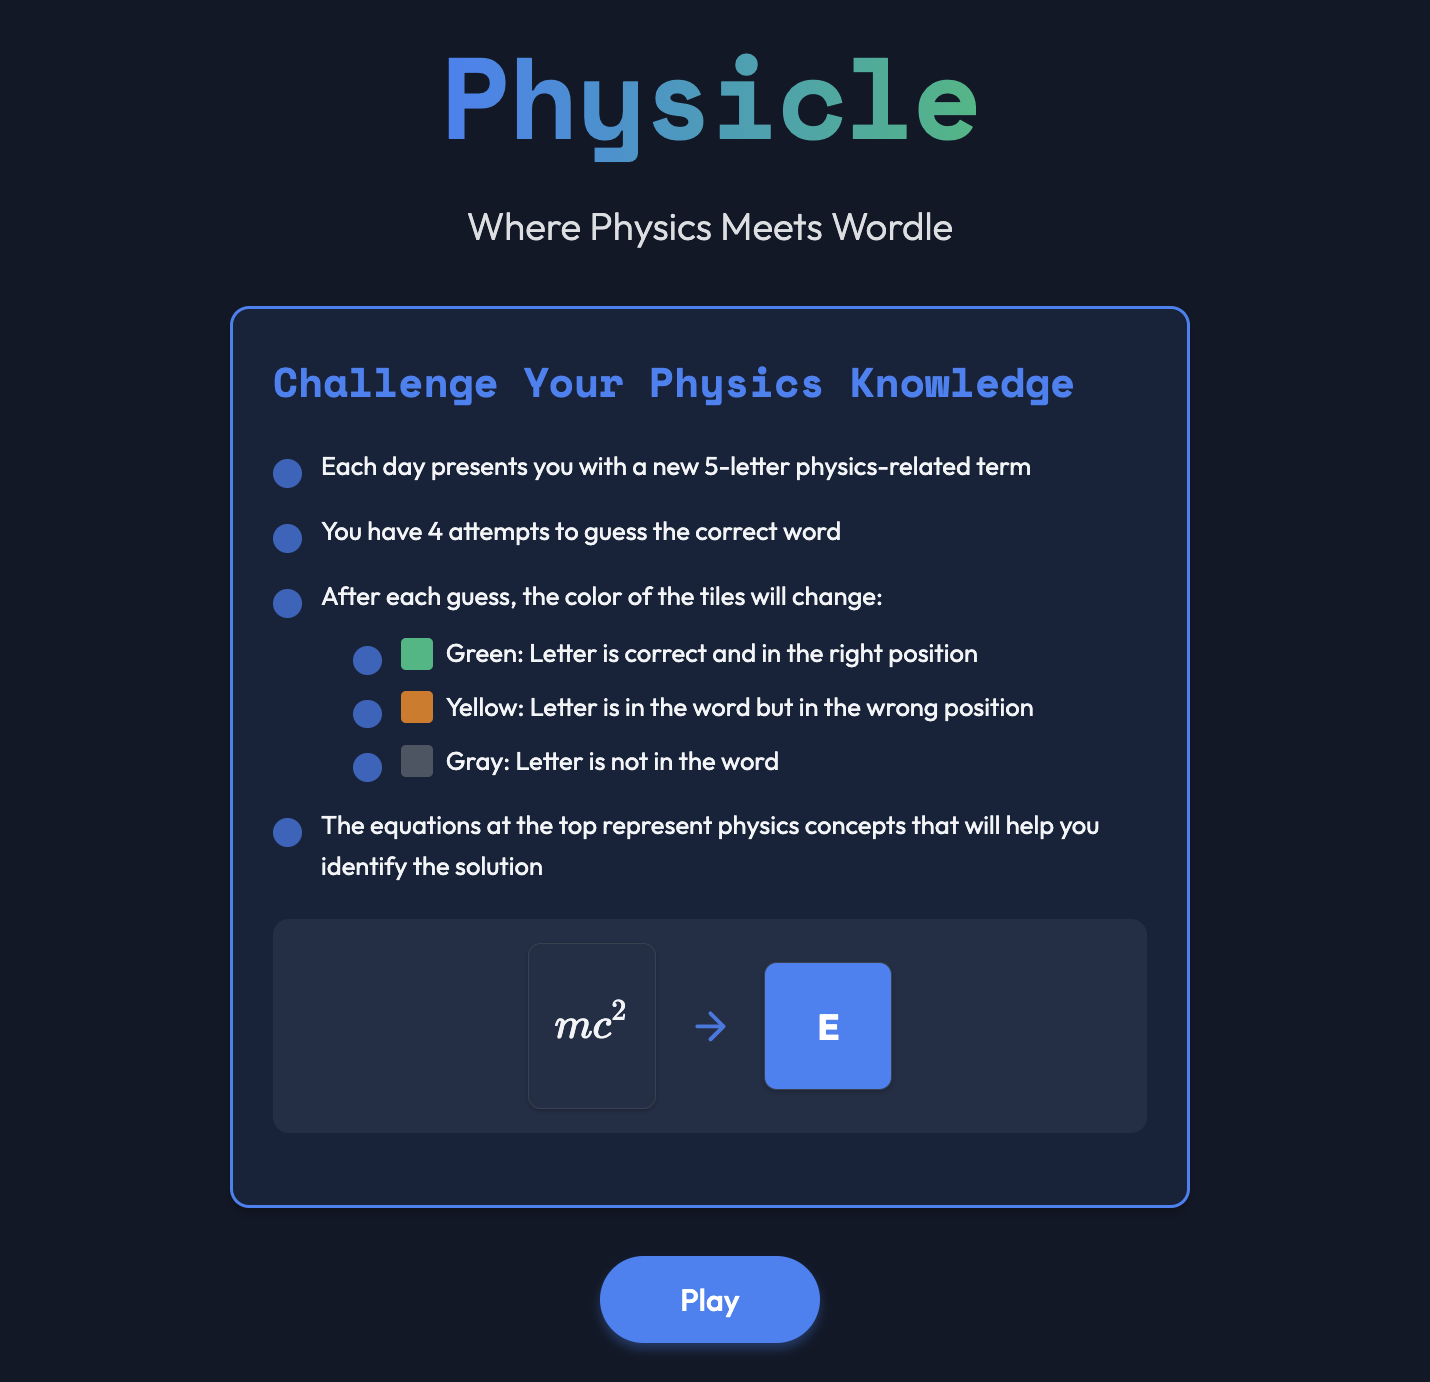 Physicle
Where Physics Meets Wordle
Challenge Your Physics Knowledge
Each day presents you with a new 5-letter physics-related term
You have 4 attempts to guess the correct word
After each guess, the color of the tiles will change:
Green: Letter is correct and in the right position
Yellow: Letter is in the word but in the wrong position
Gray: Letter is not in the word
The equations at the top represent physics concepts that will help you
identify the solution
mc² → E
Play